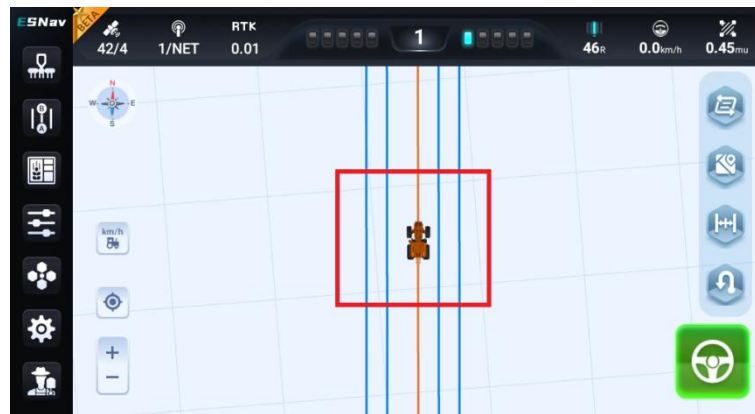 ESNav
BETA
42/4
1/NET
RTK
0.01
1
46R
0.0km/h
0.45mu
B
A
N
W
E
S
km/h
+
−